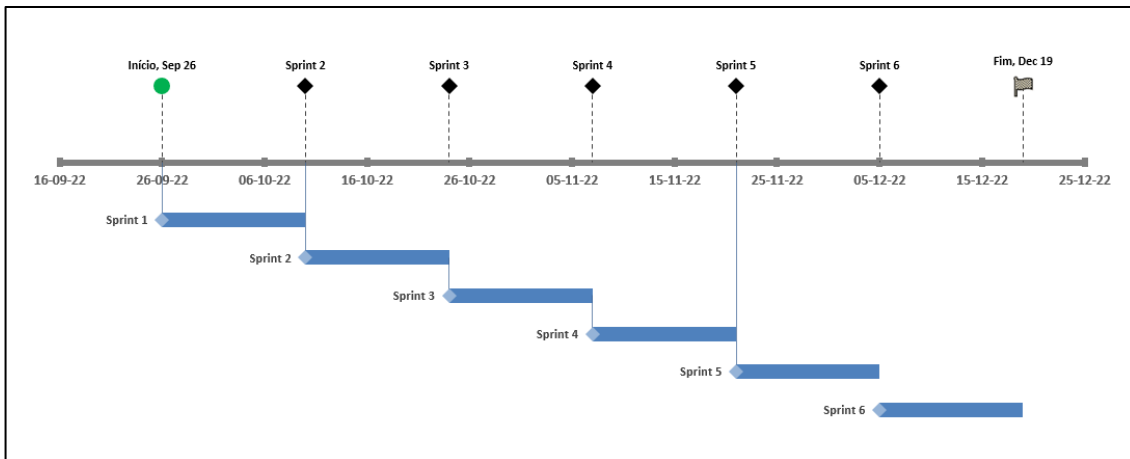 Início, Sep 26
Sprint 2
Sprint 3
Sprint 4
Sprint 5
Sprint 6
Fim, Dec 19
16-09-22
26-09-22
06-10-22
16-10-22
26-10-22
05-11-22
15-11-22
25-11-22
05-12-22
15-12-22
25-12-22
Sprint 1
Sprint 2
Sprint 3
Sprint 4
Sprint 5
Sprint 6